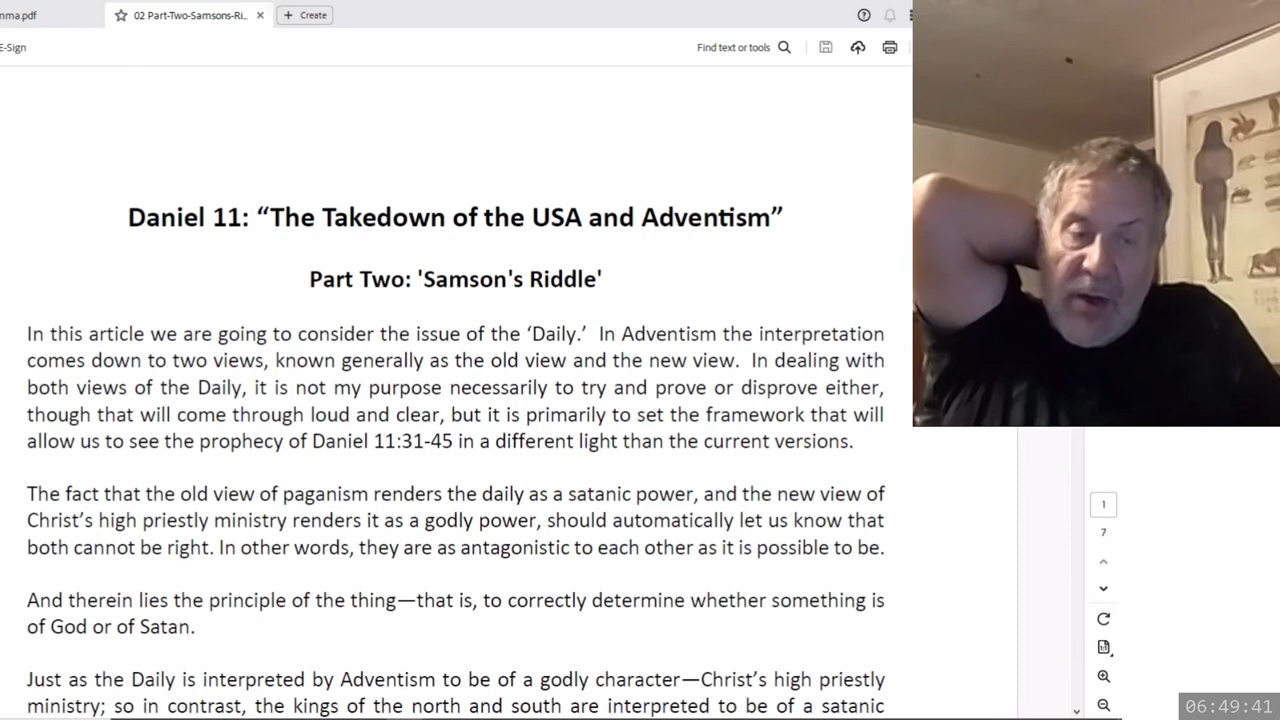 mma.pdf
02 Part-Two-Samsons-Ri...
Create
E-Sign
Find text or tools
Daniel 11: “The Takedown of the USA and Adventism”
Part Two: 'Samson's Riddle'
In this article we are going to consider the issue of the ‘Daily.’ In Adventism the interpretation
comes down to two views, known generally as the old view and the new view. In dealing with
both views of the Daily, it is not my purpose necessarily to try and prove or disprove either,
though that will come through loud and clear, but it is primarily to set the framework that will
allow us to see the prophecy of Daniel 11:31-45 in a different light than the current versions.
The fact that the old view of paganism renders the daily as a satanic power, and the new view of
Christ’s high priestly ministry renders it as a godly power, should automatically let us know that
both cannot be right. In other words, they are as antagonistic to each other as it is possible to be.
And therein lies the principle of the thing—that is, to correctly determine whether something is
of God or of Satan.
Just as the Daily is interpreted by Adventism to be of a godly character—Christ’s high priestly
ministry; so in contrast, the kings of the north and south are interpreted to be of a satanic
1
7
06:49:41